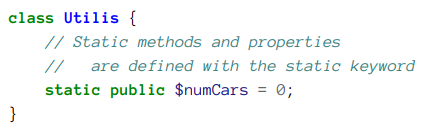 class Utilis {
    // Static methods and properties
    //   are defined with the static keyword
    static public $numCars = 0;
}